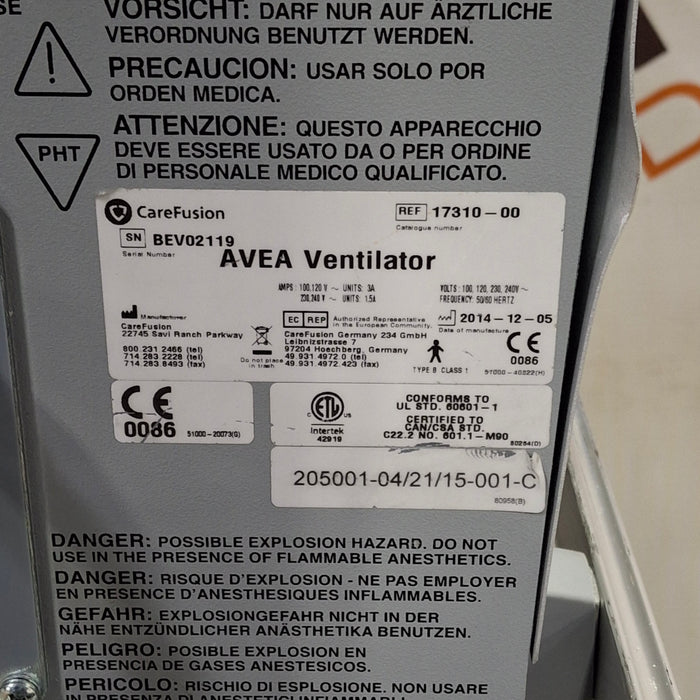 SE
VORSICHT: DARF NUR AUF ÄRZTLICHE
VERORDNUNG BENUTZT WERDEN.
PRECAUCION: USAR SOLO POR
ORDEN MEDICA.
ATTENZIONE: QUESTO APPARECCHIO
DEVE ESSERE USATO DA O PER ORDINE
DI PERSONALE MEDICO QUALIFICATO.
PHT
CareFusion
REF 17310-00
Catalogue number
SN BEV02119
Serial Number
AVEA Ventilator
AMPS: 100,120 V ~ UNITS: 3A
230,240 V ~ UNITS: 1.5A
VOLTS: 100, 120, 230, 240V~
FREQUENCY: 50/60 HERTZ
Manufacturer
CareFusion
22745 Savi Ranch Parkway
800 231 2466 (tel)
714 283 2228 (tel)
714 283 8493 (fax)
Do not place
in trash
EC REP Authorized Representative
in the European Community.
CareFusion Germany 234 GmbH
Leibnizstrasse 7
97204 Hoechberg, Germany
49 931 4972 0 (tel)
49 931 4972 423 (fax)
2014-12-05
Date of manufacture
TYPE B CLASS 1
CE
0086
51000-40822(H)
CE
0086 51000-20073(G)
ETL
US
Intertek
42919
CONFORMS TO
UL STD. 60601-1
CERTIFIED TO
CAN/CSA STD.
C22.2 NO. 601.1-M90
80254(D)
205001-04/21/15-001-C
80958(B)
DANGER: POSSIBLE EXPLOSION HAZARD. DO NOT
USE IN THE PRESENCE OF FLAMMABLE ANESTHETICS.
DANGER: RISQUE D'EXPLOSION - NE PAS EMPLOYER
EN PRESENCE D'ANESTHESIQUES INFLAMMABLES.
GEFAHR: EXPLOSIONGEFAHR NICHT IN DER
NÄHE ENTZÜNDLICHER ANÄSTHETIKA BENUTZEN.
PELIGRO: POSIBLE EXPLOSIÓN EN
PRESENCIA DE GASES ANESTESICOS.
PERICOLO: RISCHIO DI ESPLOSIONE. NON USARE
IN PRESENZA DI ANESTETICI INFIAMMABILI